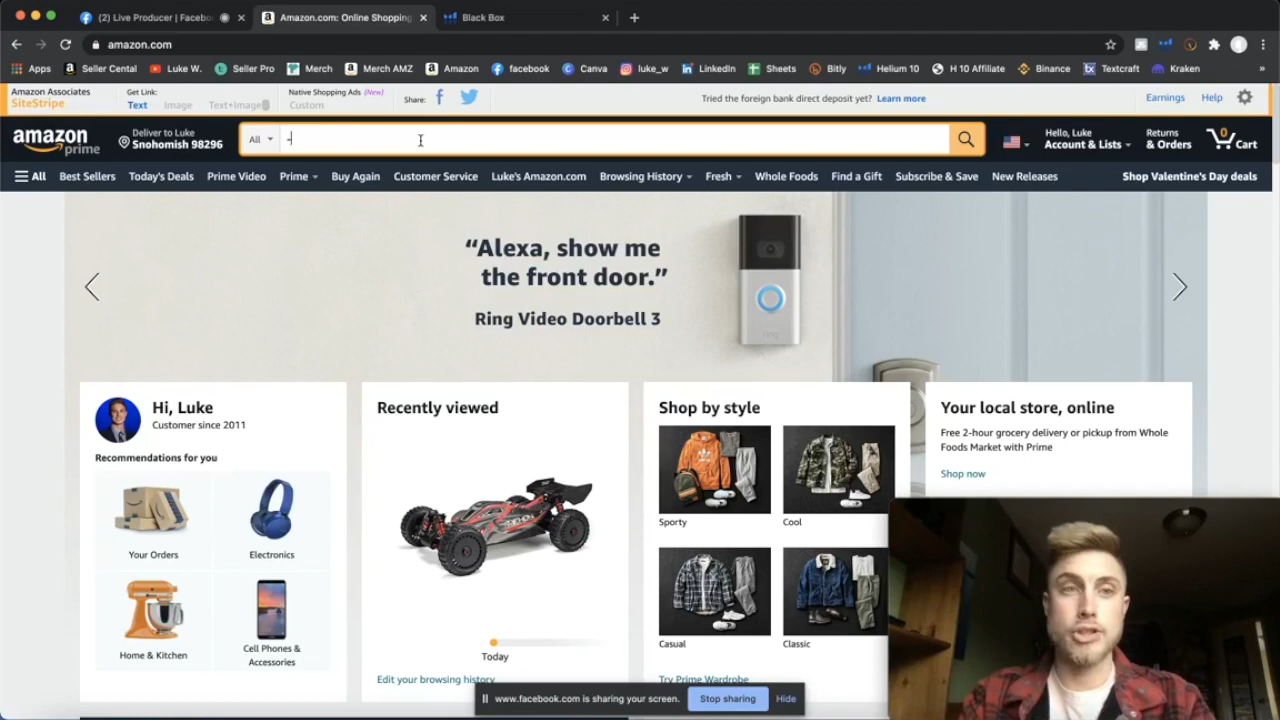 (2) Live Producer | Facebo
Amazon.com: Online Shopping
Black Box
amazon.com
Apps
Seller Cental
Luke W.
Seller Pro
Merch
Merch AMZ
Amazon
facebook
Canva
luke_w
LinkedIn
Sheets
Bitly
Helium 10
H 10 Affiliate
Binance
Textcraft
Kraken
»
Amazon Associates
SiteStripe
Get Link:
Text
Image
Text+Image
Native Shopping Ads (New)
Custom
Share:
Tried the foreign bank direct deposit yet? Learn more
Earnings
Help
amazon
prime
Deliver to Luke
Snohomish 98296
All
-
Hello, Luke
Account & Lists
Returns
& Orders
0
Cart
All
Best Sellers
Today's Deals
Prime Video
Prime
Buy Again
Customer Service
Luke's Amazon.com
Browsing History
Fresh
Whole Foods
Find a Gift
Subscribe & Save
New Releases
Shop Valentine's Day deals
“Alexa, show me
the front door.”
Ring Video Doorbell 3
ring
Hi, Luke
Customer since 2011
Recommendations for you
Your Orders
Electronics
Home & Kitchen
Cell Phones &
Accessories
Recently viewed
Today
Edit your browsing history
Shop by style
Sporty
Cool
Casual
Classic
Try Prime Wardrobe
Your local store, online
Free 2-hour grocery delivery or pickup from Whole
Foods Market with Prime
Shop now
www.facebook.com is sharing your screen.
Stop sharing
Hide